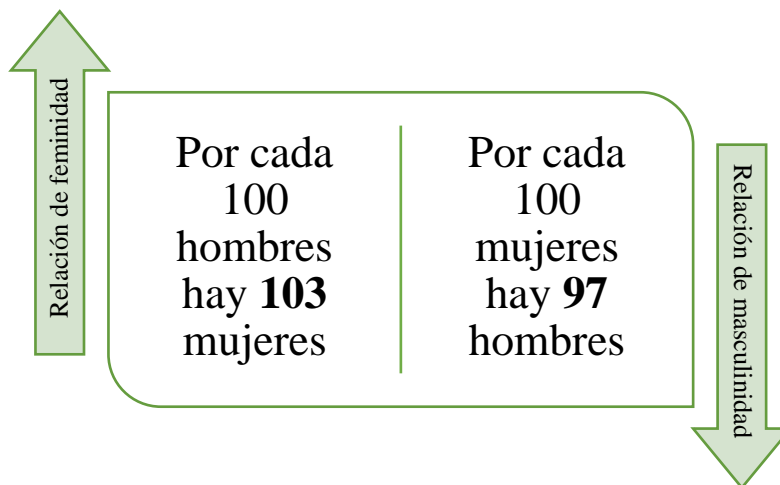 Relación de feminidad
Por cada
100
hombres
hay 103
mujeres
Por cada
100
mujeres
hay 97
hombres
Relación de masculinidad